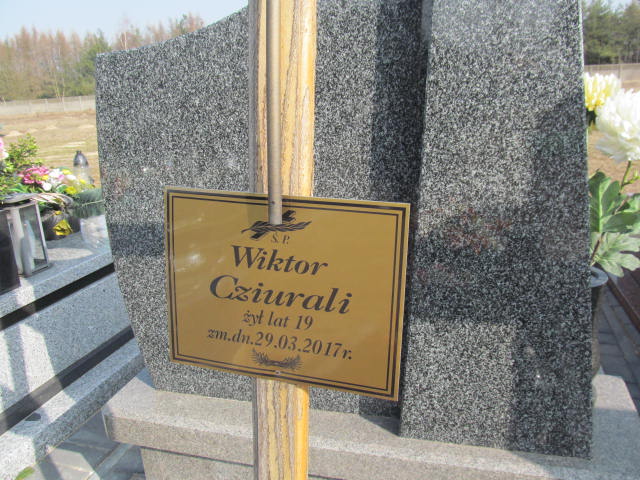 Ś. P.
Wiktor
Cziurali
żył lat 19
zm.dn.29.03.2017r.